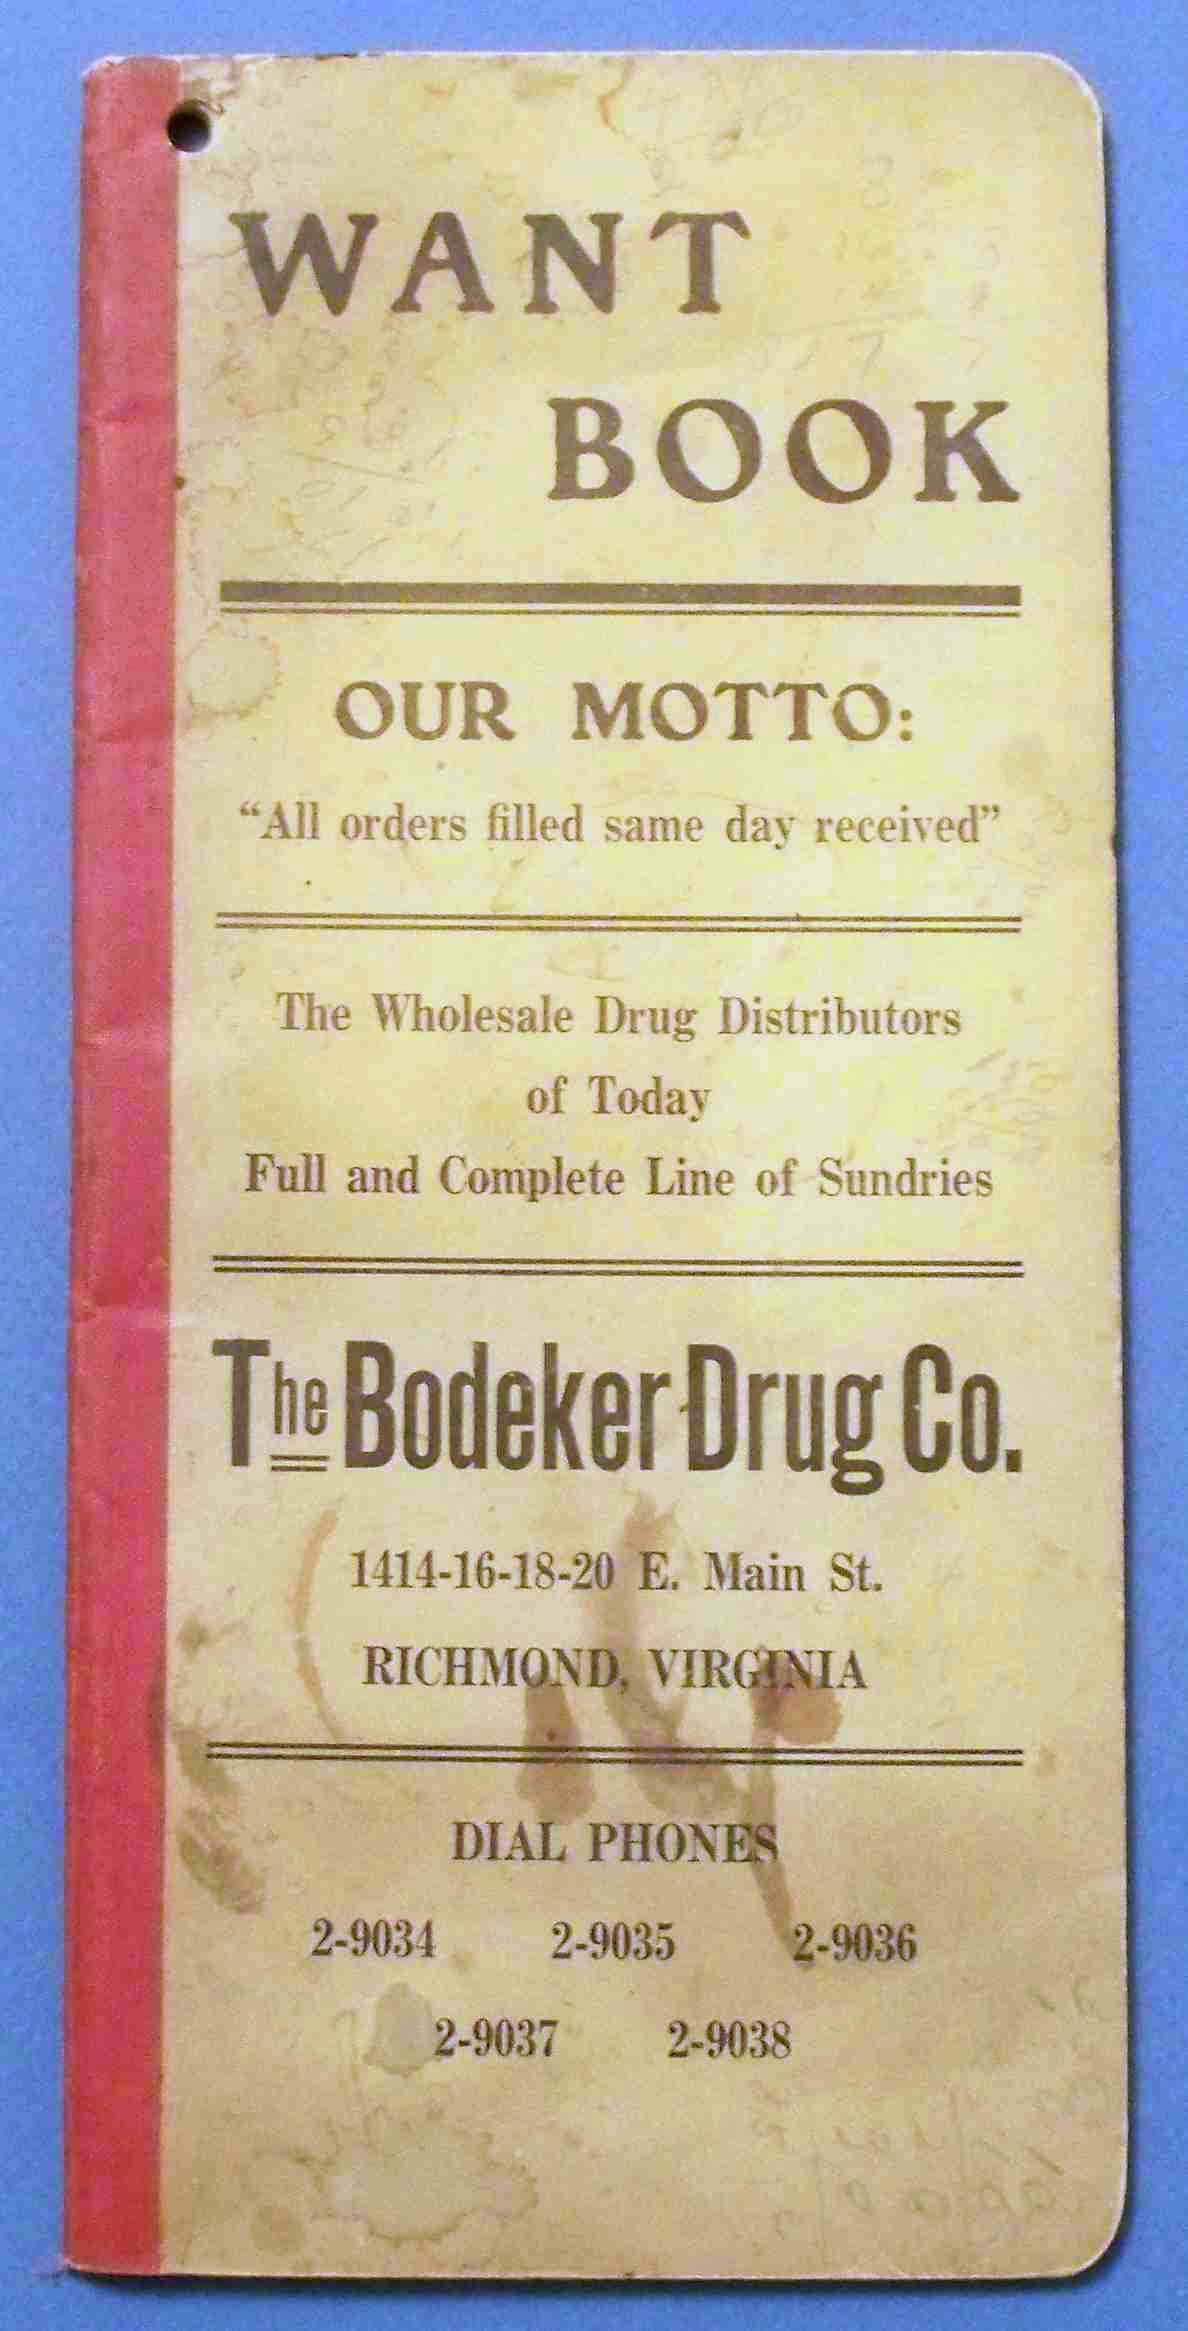 WANT
BOOK
OUR MOTTO:
“All orders filled same day received”
The Wholesale Drug Distributors
of Today
Full and Complete Line of Sundries
The Bodeker Drug Co.
1414-16-18-20 E. Main St.
RICHMOND, VIRGINIA
DIAL PHONES
2-9034 2-9035 2-9036
2-9037 2-9038